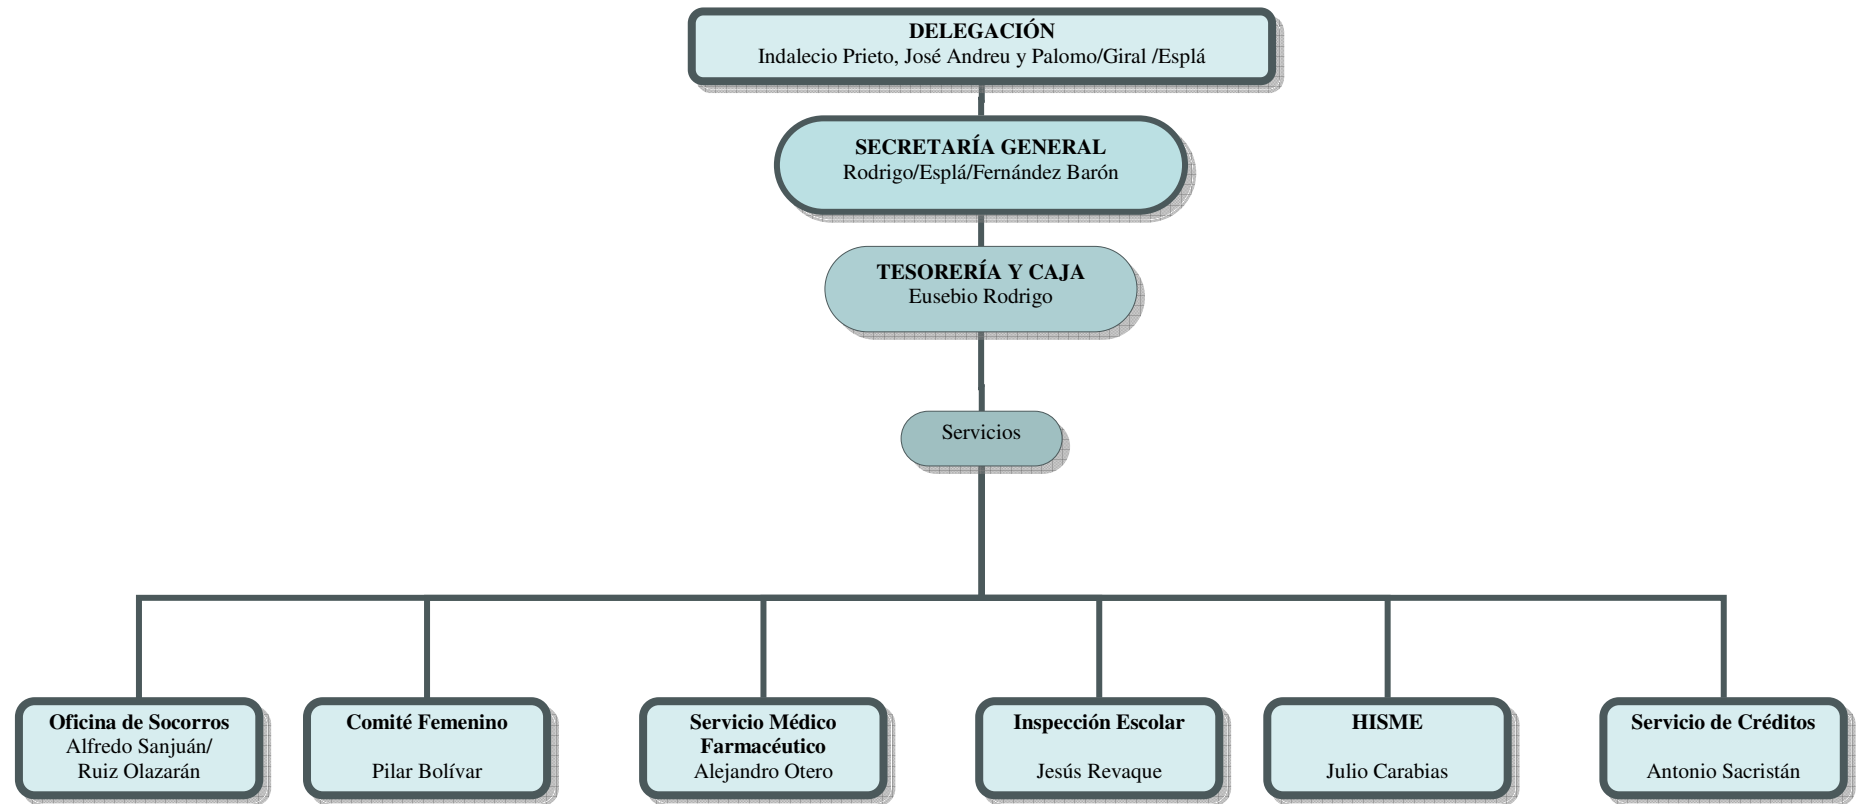 DELEGACIÓN
Indalecio Prieto, José Andreu y Palomo/Giral /Esplá
SECRETARÍA GENERAL
Rodrigo/Esplá/Fernández Barón
TESORERÍA Y CAJA
Eusebio Rodrigo
Servicios
Oficina de Socorros
Alfredo Sanjuán/
Ruiz Olazarán
Comité Femenino
Pilar Bolívar
Servicio Médico
Farmacéutico
Alejandro Otero
Inspección Escolar
Jesús Revaque
HISME
Julio Carabias
Servicio de Créditos
Antonio Sacristán